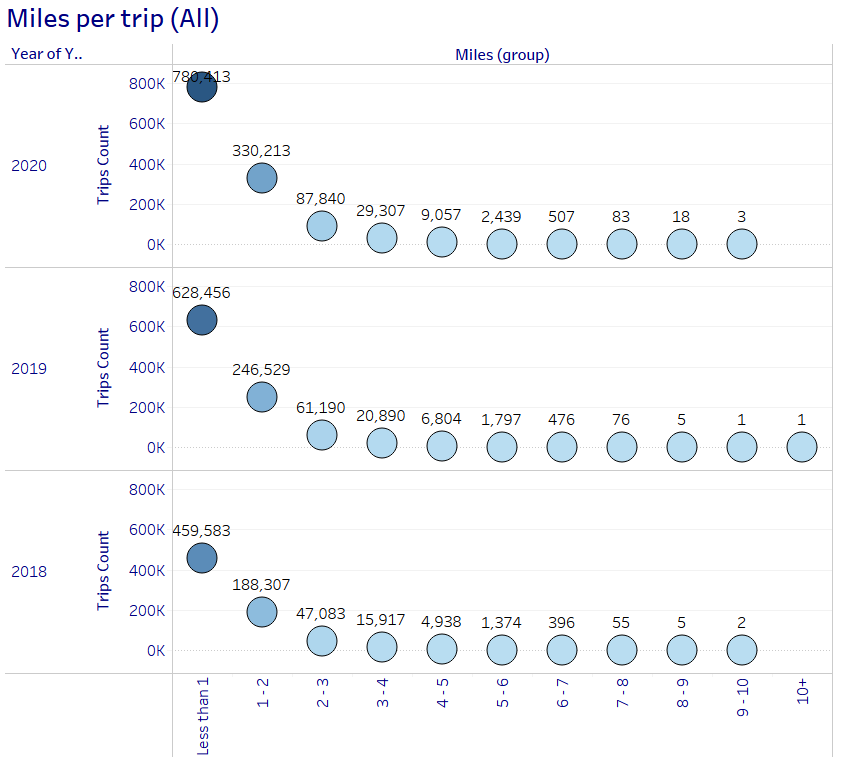 Miles per trip (All)
Year of Y..
Miles (group)
2020
Trips Count
800K
600K
400K
200K
0K
780,413
330,213
87,840
29,307
9,057
2,439
507
83
18
3
2019
Trips Count
800K
600K
400K
200K
0K
628,456
246,529
61,190
20,890
6,804
1,797
476
76
5
1
1
2018
Trips Count
800K
600K
400K
200K
0K
459,583
188,307
47,083
15,917
4,938
1,374
396
55
5
2
Less than 1
1 - 2
2 - 3
3 - 4
4 - 5
5 - 6
6 - 7
7 - 8
8 - 9
9 - 10
10+